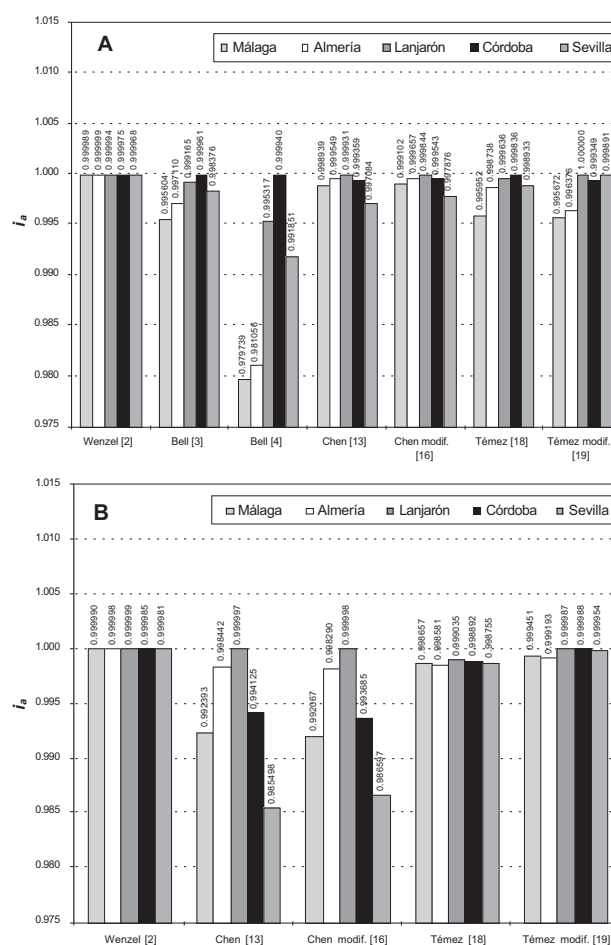 1.015
A
Málaga Almería Lanjarón Córdoba Sevilla
1.010
1.005
1.000
0.995
0.990
0.985
0.980
0.975
i_a
0.999989 0.999999 0.999994 0.999975 0.999968
0.995604 0.997110 0.999165 0.999961 0.998376
0.979739 0.981056 0.995317 0.999940 0.991851
0.998939 0.999549 0.999931 0.999359 0.997084
0.999102 0.999657 0.999844 0.999543 0.997876
0.995952 0.998738 0.999636 0.999836 0.998933
0.995672 0.996376 1.000000 0.999349 0.999891
Wenzel [2] Bell [3] Bell [4] Chen [13] Chen modif. [16] Témez [18] Témez modif. [19]
1.015
B
Málaga Almería Lanjarón Córdoba Sevilla
1.010
1.005
1.000
0.995
0.990
0.985
0.980
0.975
i_a
0.999990 0.999998 0.999999 0.999985 0.999981
0.992393 0.998442 0.999997 0.994125 0.985498
0.992067 0.998290 0.999998 0.993685 0.986597
0.998657 0.998581 0.999035 0.998892 0.998755
0.999451 0.999193 0.999987 0.999988 0.999954
Wenzel [2] Chen [13] Chen modif. [16] Témez [18] Témez modif. [19]